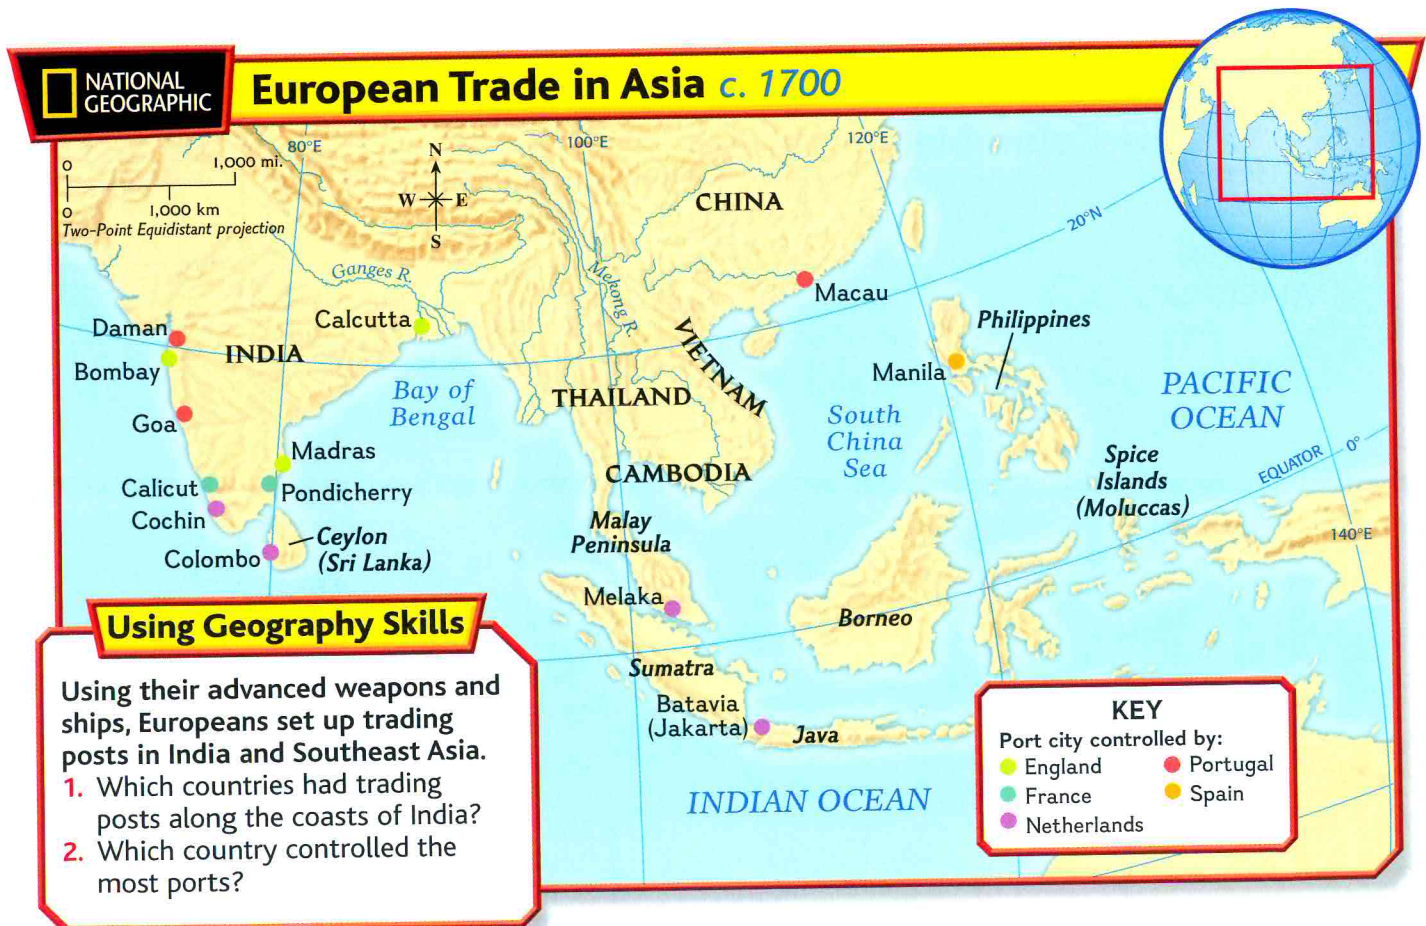 NATIONAL
GEOGRAPHIC
European Trade in Asia c. 1700
80°E
100°E
120°E
0
1,000 mi.
0
1,000 km
Two-Point Equidistant projection
N
W
E
S
CHINA
20°N
Ganges R.
Mekong R.
Macau
Calcutta
Daman
INDIA
Bombay
Philippines
VIETNAM
Manila
Bay of
Bengal
THAILAND
PACIFIC
OCEAN
Goa
South
China
Sea
Madras
EQUATOR
0°
Spice
Islands
(Moluccas)
CAMBODIA
Calicut
Pondicherry
Cochin
Malay
Peninsula
Ceylon
(Sri Lanka)
Colombo
140°E
Melaka
Borneo
Sumatra
Batavia
(Jakarta)
Java
INDIAN OCEAN
Using Geography Skills
Using their advanced weapons and
ships, Europeans set up trading
posts in India and Southeast Asia.
1. Which countries had trading
posts along the coasts of India?
2. Which country controlled the
most ports?
KEY
Port city controlled by:
England
Portugal
France
Spain
Netherlands